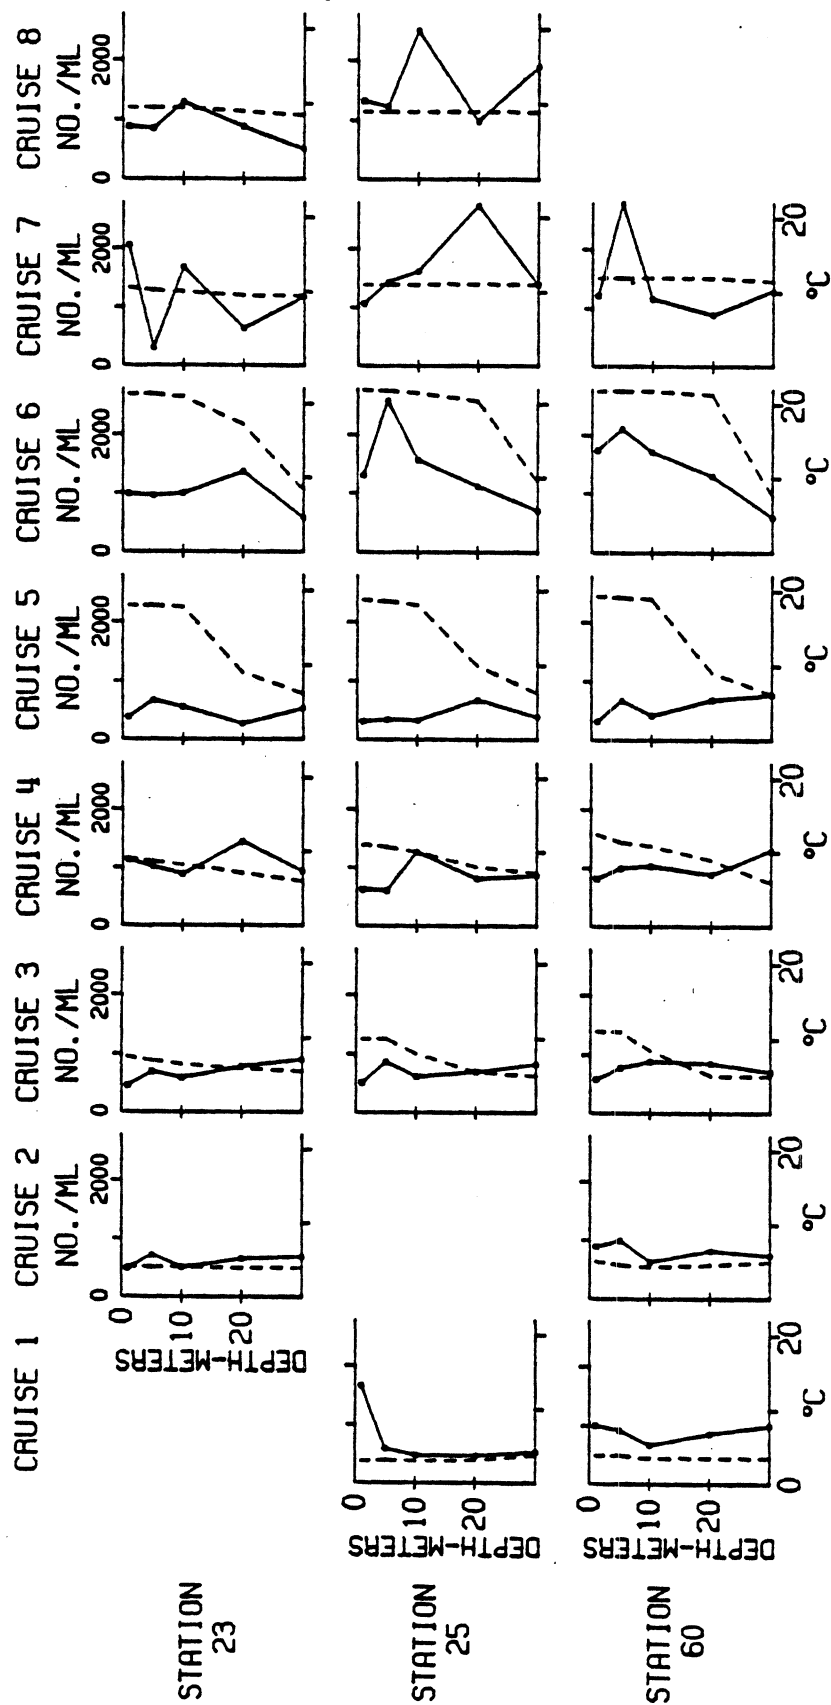 CRUISE 1 CRUISE 2 CRUISE 3 CRUISE 4 CRUISE 5 CRUISE 6 CRUISE 7 CRUISE 8
NO./ML NO./ML NO./ML NO./ML NO./ML NO./ML NO./ML
0 2000 0 2000 0 2000 0 2000 0 2000 0 2000 0 2000
STATION
23
DEPTH-METERS
0
10
20
STATION
25
DEPTH-METERS
0
10
20
STATION
60
DEPTH-METERS
0
10
20
0 20 20 20 20 20 20 20
°C °C °C °C °C °C °C